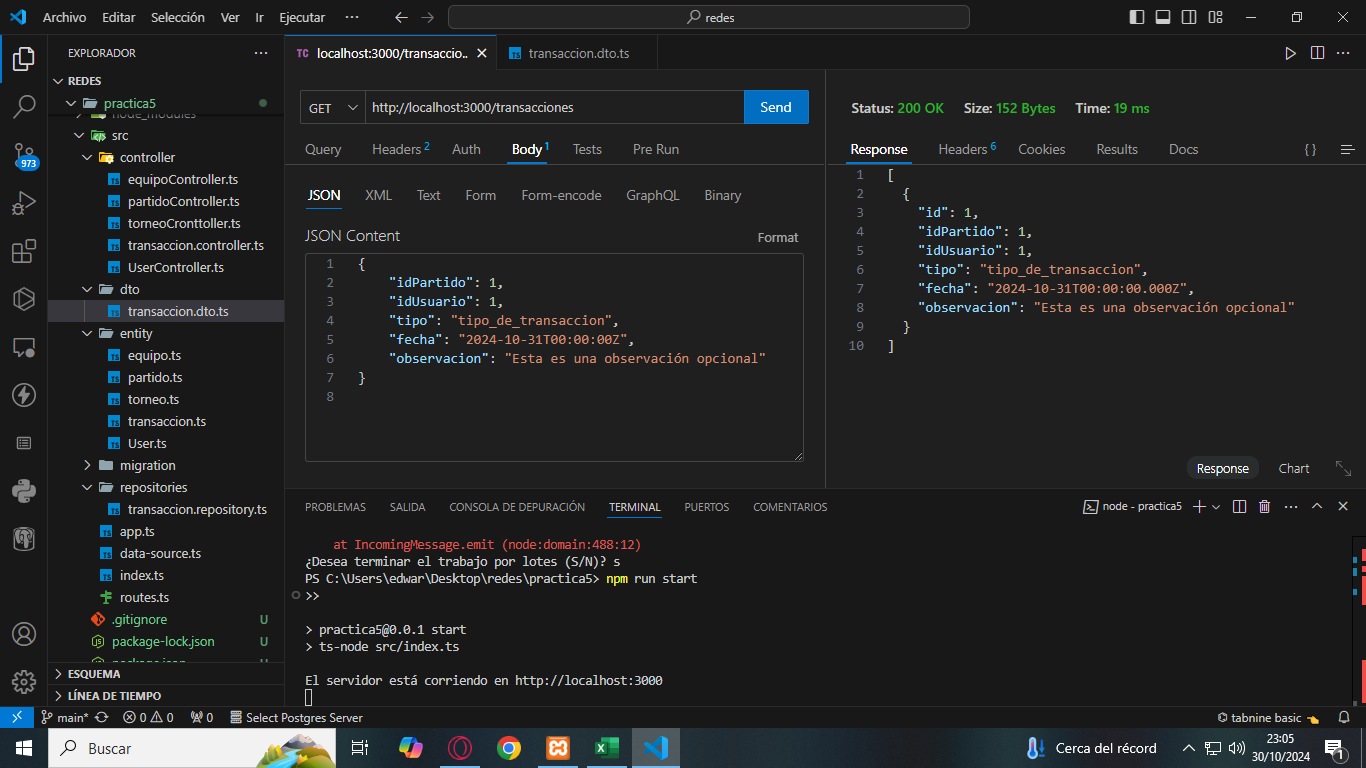 Archivo Editar Selección Ver Ir Ejecutar ··· redes
EXPLORADOR ···
REDES
practica5
node_modules
src
controller
equipoController.ts
partidoController.ts
torneoCronttoller.ts
transaccion.controller.ts
UserController.ts
dto
transaccion.dto.ts
entity
equipo.ts
partido.ts
torneo.ts
transaccion.ts
User.ts
migration
repositories
transaccion.repository.ts
app.ts
data-source.ts
index.ts
routes.ts
.gitignore U
package-lock.json U
package.json U
ESQUEMA
LÍNEA DE TIEMPO
973
TC localhost:3000/transaccio.. TS transaccion.dto.ts
GET http://localhost:3000/transacciones Send
Query Headers 2 Auth Body 1 Tests Pre Run
JSON XML Text Form Form-encode GraphQL Binary
JSON Content Format
1 {
2 "idPartido": 1,
3 "idUsuario": 1,
4 "tipo": "tipo_de_transaccion",
5 "fecha": "2024-10-31T00:00:00Z",
6 "observacion": "Esta es una observación opcional"
7 }
8
Status: 200 OK Size: 152 Bytes Time: 19 ms
Response Headers 6 Cookies Results Docs { }
1 [
2 {
3 "id": 1,
4 "idPartido": 1,
5 "idUsuario": 1,
6 "tipo": "tipo_de_transaccion",
7 "fecha": "2024-10-31T00:00:00.000Z",
8 "observacion": "Esta es una observación opcional"
9 }
10 ]
Response Chart
PROBLEMAS SALIDA CONSOLA DE DEPURACIÓN TERMINAL PUERTOS COMENTARIOS node - practica5
at IncomingMessage.emit (node:domain:488:12)
¿Desea terminar el trabajo por lotes (S/N)? s
PS C:\Users\edwar\Desktop\redes\practica5> npm run start
>>
> practica5@0.0.1 start
> ts-node src/index.ts
El servidor está corriendo en http://localhost:3000
main* 0 0 0 Select Postgres Server tabnine basic
Buscar Cerca del récord 23:05
30/10/2024 1